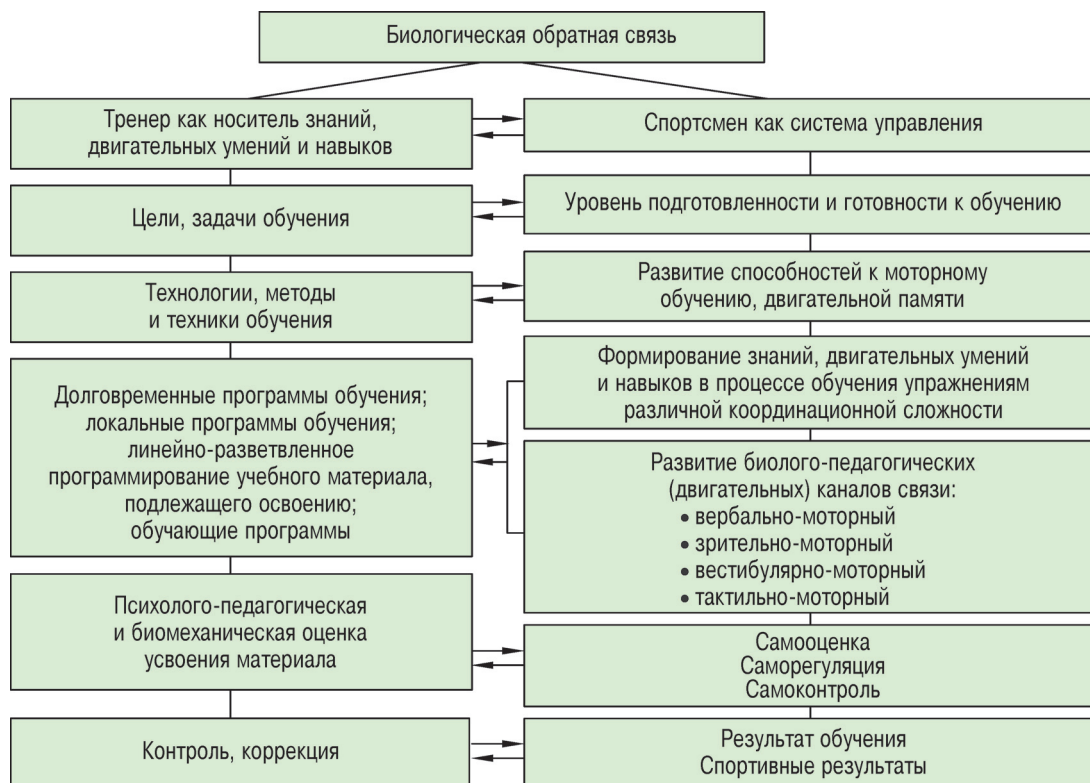 Биологическая обратная связь
Тренер как носитель знаний,
двигательных умений и навыков
Спортсмен как система управления
Цели, задачи обучения
Уровень подготовленности и готовности к обучению
Технологии, методы
и техники обучения
Развитие способностей к моторному
обучению, двигательной памяти
Долговременные программы обучения;
локальные программы обучения;
линейно-разветвленное
программирование учебного материала,
подлежащего освоению;
обучающие программы
Формирование знаний, двигательных умений
и навыков в процессе обучения упражнениям
различной координационной сложности
Развитие биолого-педагогических
(двигательных) каналов связи:
• вербально-моторный
• зрительно-моторный
• вестибулярно-моторный
• тактильно-моторный
Психолого-педагогическая
и биомеханическая оценка
усвоения материала
Самооценка
Саморегуляция
Самоконтроль
Контроль, коррекция
Результат обучения
Спортивные результаты